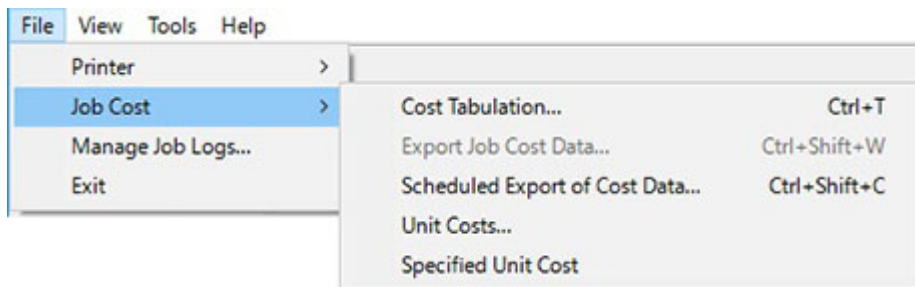 File View Tools Help
Printer >
Job Cost >
Manage Job Logs...
Exit
Cost Tabulation... Ctrl+T
Export Job Cost Data... Ctrl+Shift+W
Scheduled Export of Cost Data... Ctrl+Shift+C
Unit Costs...
Specified Unit Cost